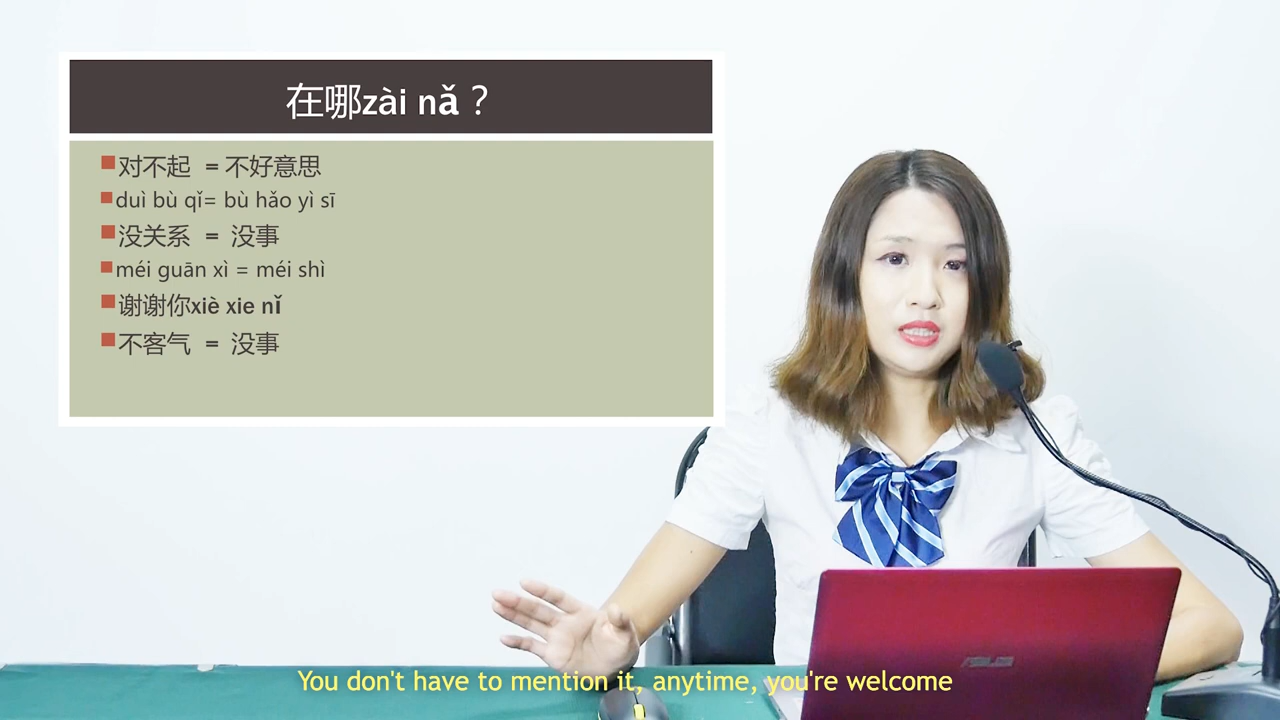 在哪zài nǎ？
对不起 = 不好意思
duì bù qǐ= bù hǎo yì sī
没关系 = 没事
méi guān xì = méi shì
谢谢你xiè xie nǐ
不客气 = 没事
ASUS
You don't have to mention it, anytime, you're welcome